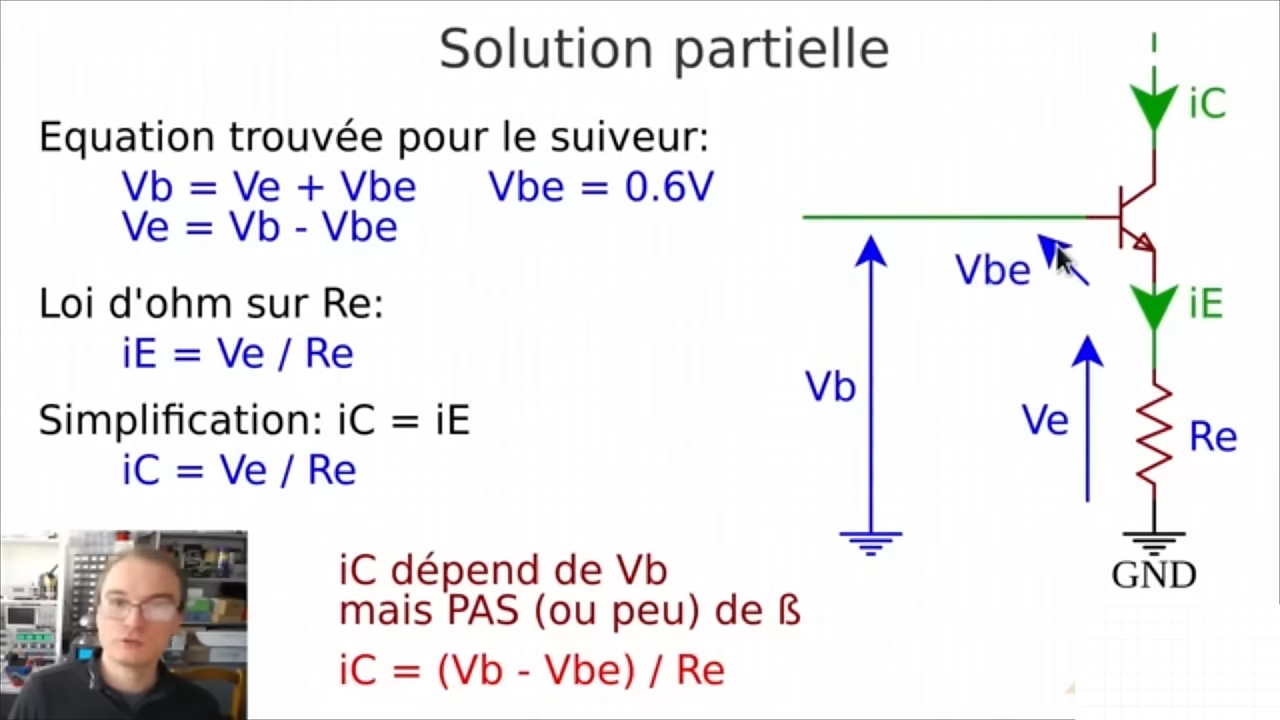 Solution partielle
Equation trouvée pour le suiveur:
Vb = Ve + Vbe Vbe = 0.6V
Ve = Vb - Vbe
Loi d'ohm sur Re:
iE = Ve / Re
Simplification: iC = iE
iC = Ve / Re
iC dépend de Vb
mais PAS (ou peu) de ß
iC = (Vb - Vbe) / Re
iC
Vbe
iE
Vb
Ve
Re
GND